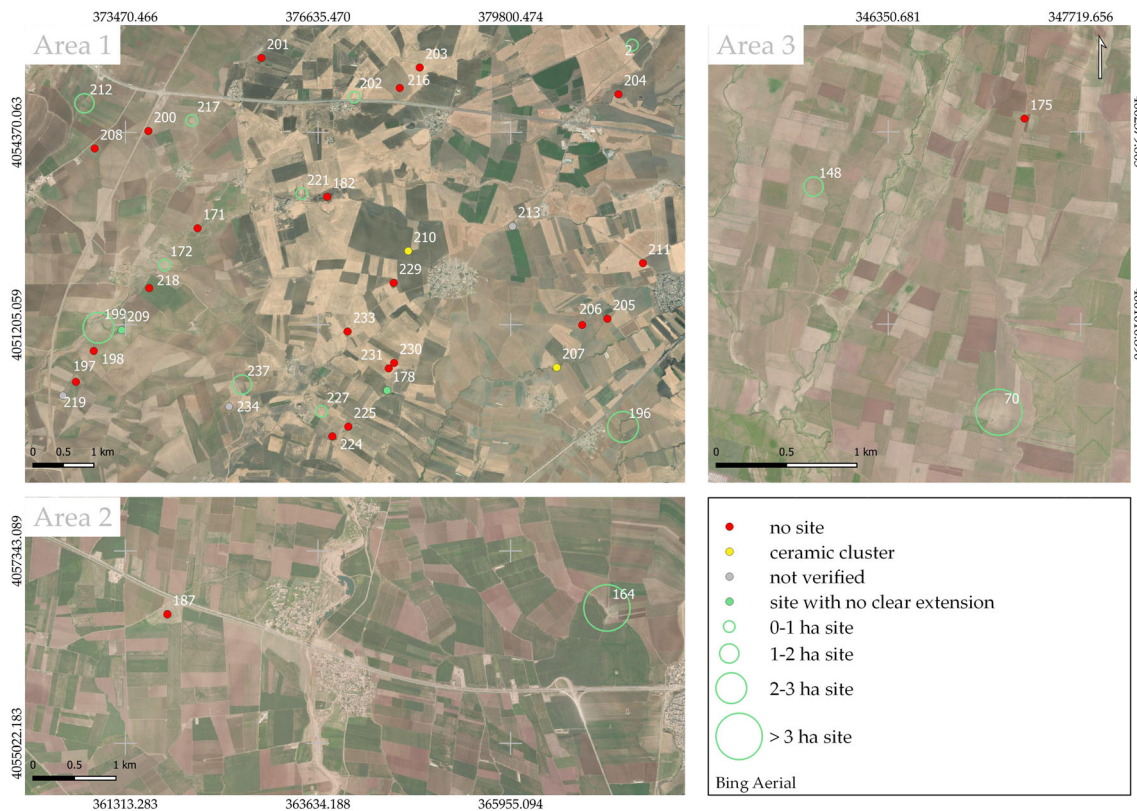 373470.466 376635.470 379800.474 346350.681 347719.656
Area 1
Area 3
201
203
2
202
216
204
212
217
200
208
175
4054370.063
148
221
182
213
171
210
211
172
229
218
199
209
206
205
4051205.059
233
198
231
230
207
197
178
237
219
234
227
225
196
224
70
0 0.5 1 km
0 0.5 1 km
Area 2
4057343.089
187
164
4055022.183
0 0.5 1 km
361313.283 363634.188 365955.094
no site
ceramic cluster
not verified
site with no clear extension
0-1 ha site
1-2 ha site
2-3 ha site
> 3 ha site
Bing Aerial